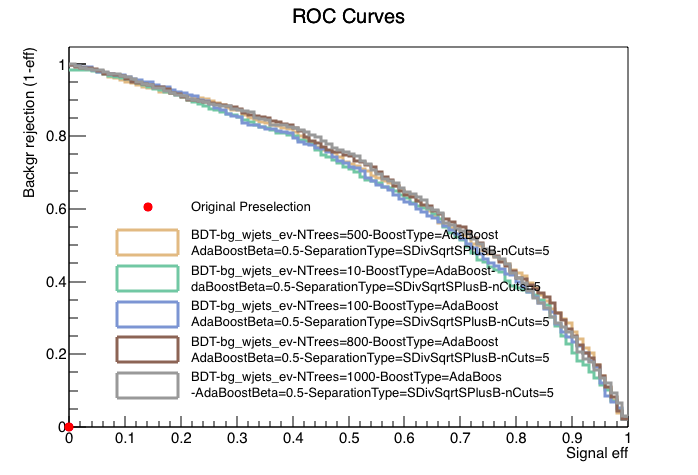 ROC Curves
Backgr rejection (1-eff)
1
0.8
0.6
0.4
0.2
0
Original Preselection
BDT-bg_wjets_ev-NTrees=500-BoostType=AdaBoost
AdaBoostBeta=0.5-SeparationType=SDivSqrtSPlusB-nCuts=5
BDT-bg_wjets_ev-NTrees=10-BoostType=AdaBoost-
daBoostBeta=0.5-SeparationType=SDivSqrtSPlusB-nCuts=5
BDT-bg_wjets_ev-NTrees=100-BoostType=AdaBoost
AdaBoostBeta=0.5-SeparationType=SDivSqrtSPlusB-nCuts=5
BDT-bg_wjets_ev-NTrees=800-BoostType=AdaBoost
AdaBoostBeta=0.5-SeparationType=SDivSqrtSPlusB-nCuts=5
BDT-bg_wjets_ev-NTrees=1000-BoostType=AdaBoos
-AdaBoostBeta=0.5-SeparationType=SDivSqrtSPlusB-nCuts=5
0 0.1 0.2 0.3 0.4 0.5 0.6 0.7 0.8 0.9 1
Signal eff